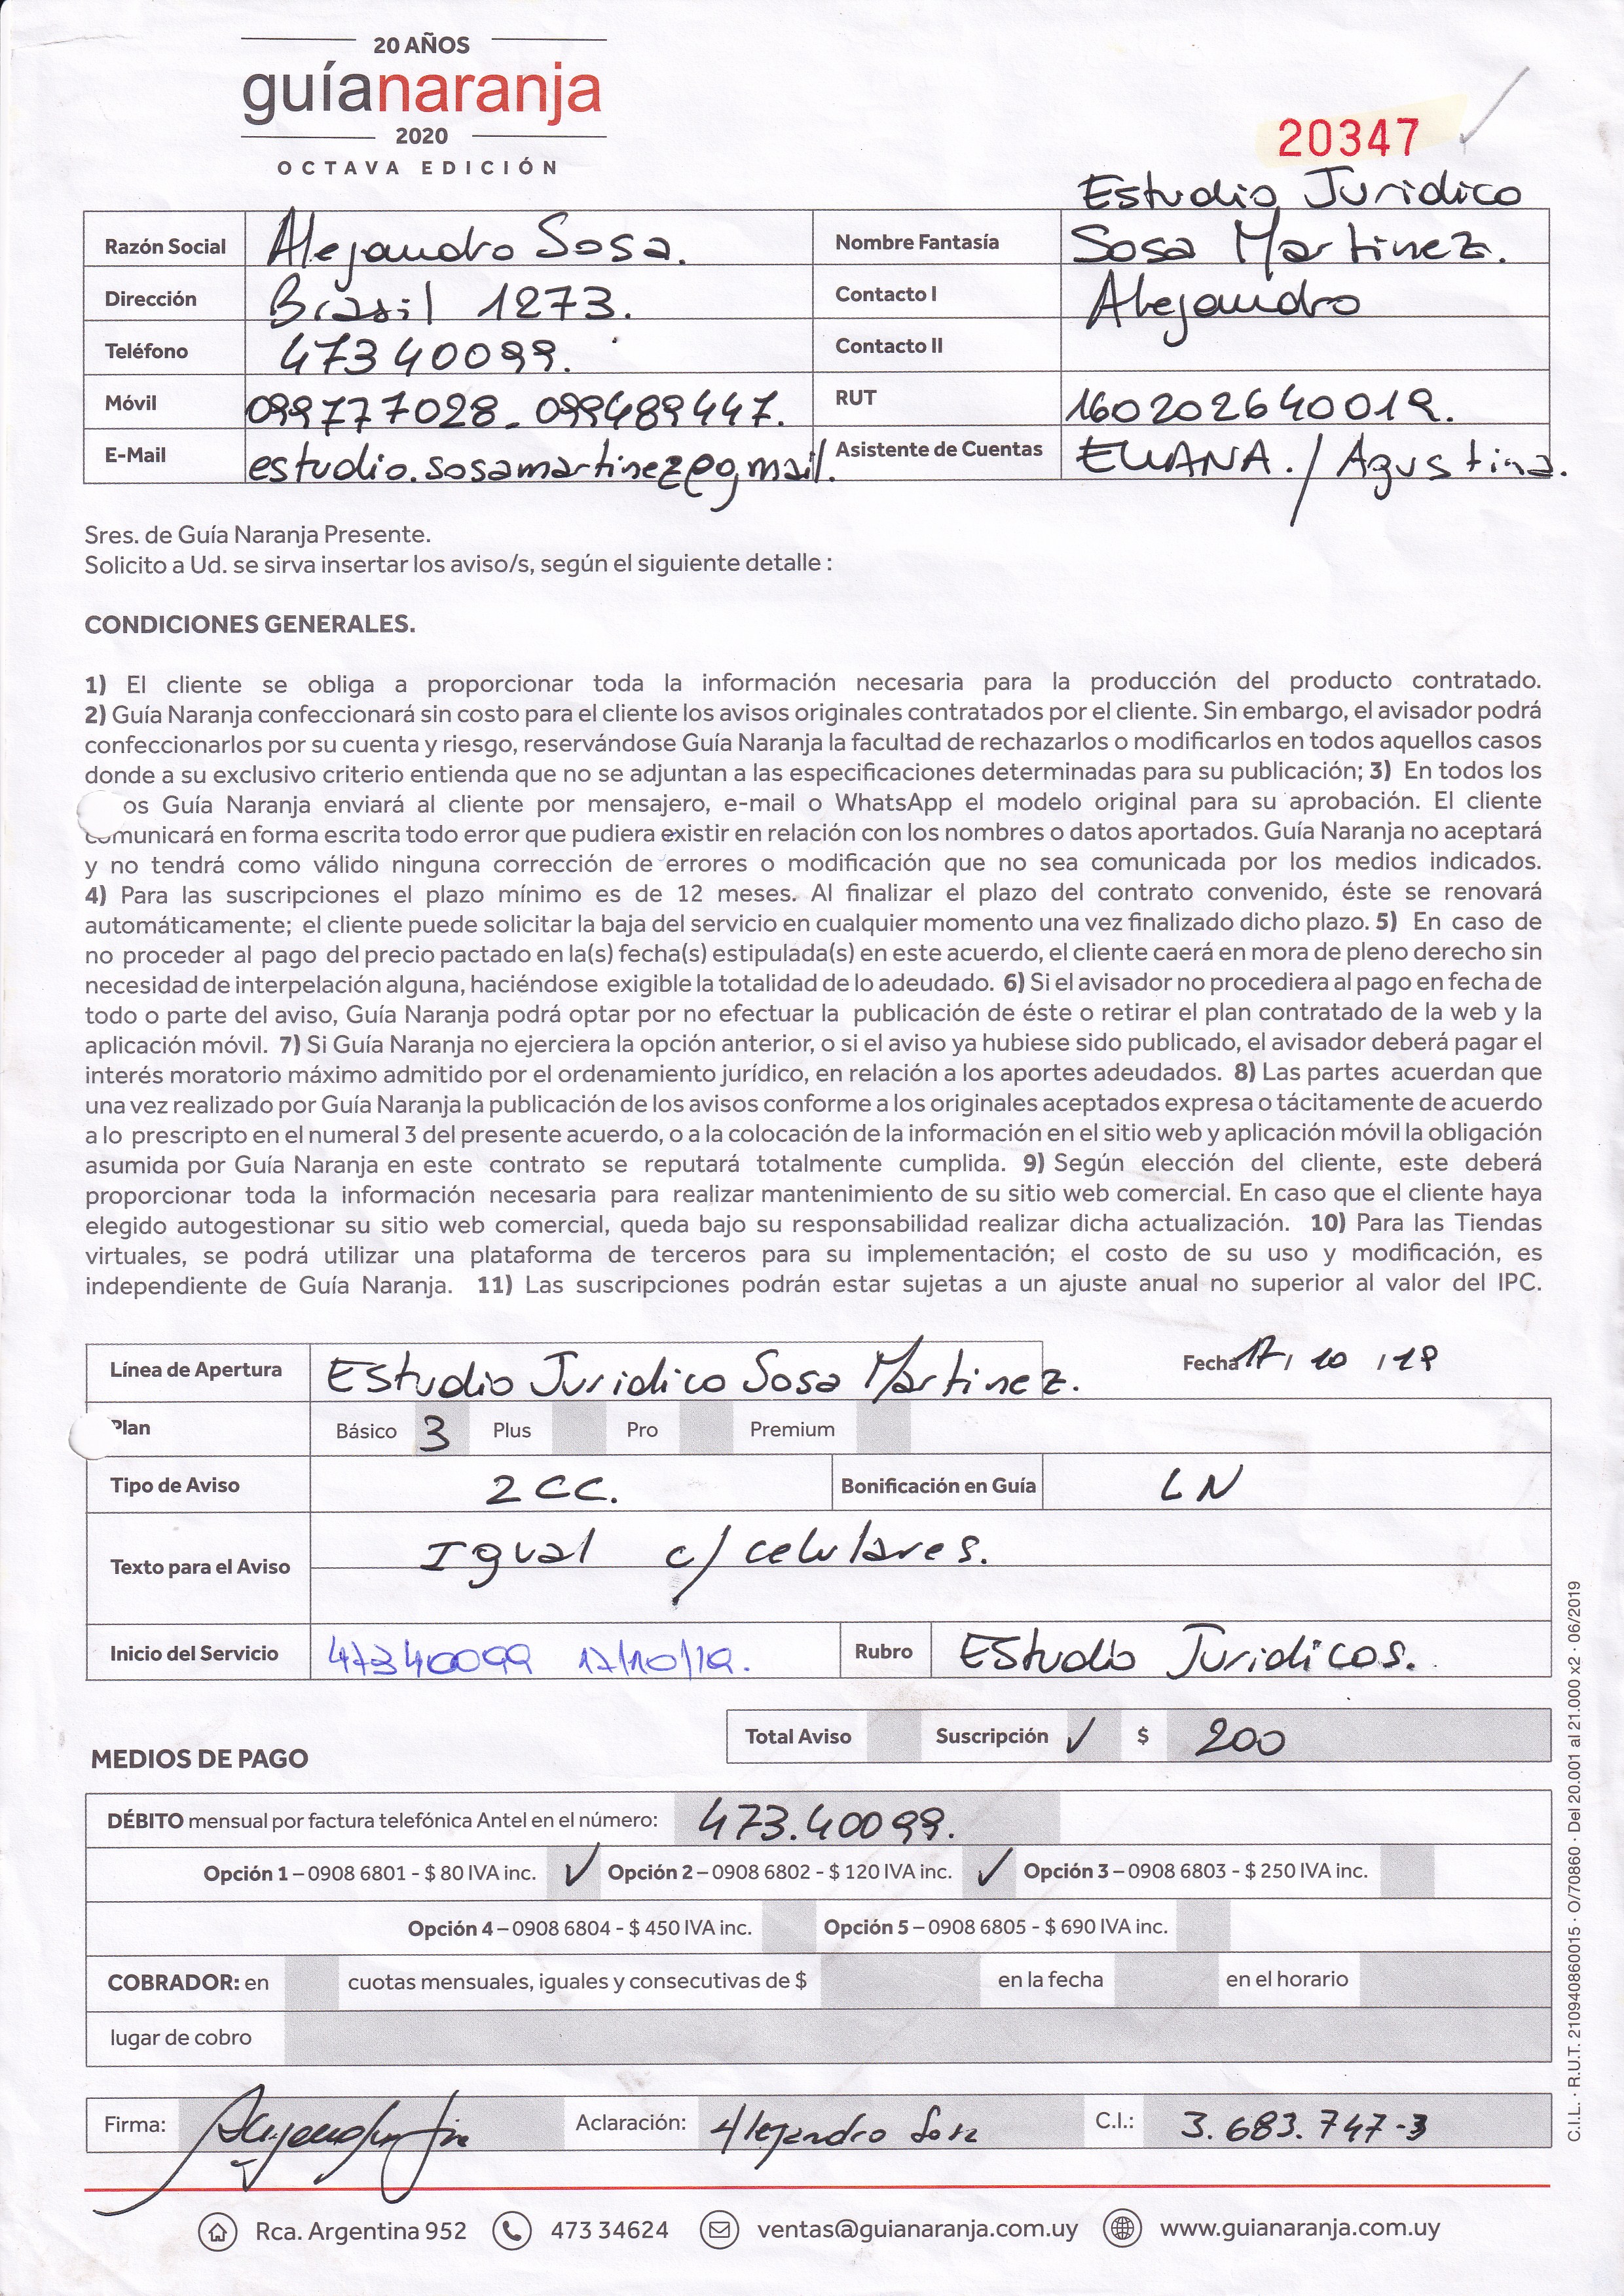 20 AÑOS
guíanaranja
2020
OCTAVA EDICIÓN
20347
Estudio Juridico
Razón Social Alejandro Sosa. Nombre Fantasía Sosa Martinez.
Dirección Brasil 1273. Contacto I Alejandro
Teléfono 47340099. Contacto II
Móvil 099777028 - 099489447. RUT 160202640019.
E-Mail estudio.sosamartinez@gmail. Asistente de Cuentas ELIANA. / Agustina.
Sres. de Guía Naranja Presente.
Solicito a Ud. se sirva insertar los aviso/s, según el siguiente detalle :
CONDICIONES GENERALES.
1) El cliente se obliga a proporcionar toda la información necesaria para la producción del producto contratado.
2) Guía Naranja confeccionará sin costo para el cliente los avisos originales contratados por el cliente. Sin embargo, el avisador podrá
confeccionarlos por su cuenta y riesgo, reservándose Guía Naranja la facultad de rechazarlos o modificarlos en todos aquellos casos
donde a su exclusivo criterio entienda que no se adjuntan a las especificaciones determinadas para su publicación; 3) En todos los
os Guía Naranja enviará al cliente por mensajero, e-mail o WhatsApp el modelo original para su aprobación. El cliente
comunicará en forma escrita todo error que pudiera existir en relación con los nombres o datos aportados. Guía Naranja no aceptará
y no tendrá como válido ninguna corrección de errores o modificación que no sea comunicada por los medios indicados.
4) Para las suscripciones el plazo mínimo es de 12 meses. Al finalizar el plazo del contrato convenido, éste se renovará
automáticamente; el cliente puede solicitar la baja del servicio en cualquier momento una vez finalizado dicho plazo. 5) En caso de
no proceder al pago del precio pactado en la(s) fecha(s) estipulada(s) en este acuerdo, el cliente caerá en mora de pleno derecho sin
necesidad de interpelación alguna, haciéndose exigible la totalidad de lo adeudado. 6) Si el avisador no procediera al pago en fecha de
todo o parte del aviso, Guía Naranja podrá optar por no efectuar la publicación de éste o retirar el plan contratado de la web y la
aplicación móvil. 7) Si Guía Naranja no ejerciera la opción anterior, o si el aviso ya hubiese sido publicado, el avisador deberá pagar el
interés moratorio máximo admitido por el ordenamiento jurídico, en relación a los aportes adeudados. 8) Las partes acuerdan que
una vez realizado por Guía Naranja la publicación de los avisos conforme a los originales aceptados expresa o tácitamente de acuerdo
a lo prescripto en el numeral 3 del presente acuerdo, o a la colocación de la información en el sitio web y aplicación móvil la obligación
asumida por Guía Naranja en este contrato se reputará totalmente cumplida. 9) Según elección del cliente, este deberá
proporcionar toda la información necesaria para realizar mantenimiento de su sitio web comercial. En caso que el cliente haya
elegido autogestionar su sitio web comercial, queda bajo su responsabilidad realizar dicha actualización. 10) Para las Tiendas
virtuales, se podrá utilizar una plataforma de terceros para su implementación; el costo de su uso y modificación, es
independiente de Guía Naranja. 11) Las suscripciones podrán estar sujetas a un ajuste anual no superior al valor del IPC.
Línea de Apertura Estudio Juridico Sosa Martinez. Fecha 17/ 10 /19
Plan Básico 3 Plus Pro Premium
Tipo de Aviso 2CC. Bonificación en Guía LN
Texto para el Aviso Igual c/ celulares.
Inicio del Servicio 47340099 17/10/19. Rubro EStudio Juridicos.
Total Aviso Suscripción ✓ $ 200
MEDIOS DE PAGO
DÉBITO mensual por factura telefónica Antel en el número: 473.40099.
Opción 1 – 0908 6801 - $ 80 IVA inc. ✓ Opción 2 – 0908 6802 - $ 120 IVA inc. ✓ Opción 3 – 0908 6803 - $ 250 IVA inc.
Opción 4 – 0908 6804 - $ 450 IVA inc. Opción 5 – 0908 6805 - $ 690 IVA inc.
COBRADOR: en cuotas mensuales, iguales y consecutivas de $ en la fecha en el horario
lugar de cobro
Firma: Aclaración: Alejandro Sosa C.I.: 3.683.747-3
Rca. Argentina 952 473 34624 ventas@guianaranja.com.uy www.guianaranja.com.uy
C.I.L. · R.U.T. 210940860015 · O/70860 · Del 20.001 al 21.000 x2 · 06/2019